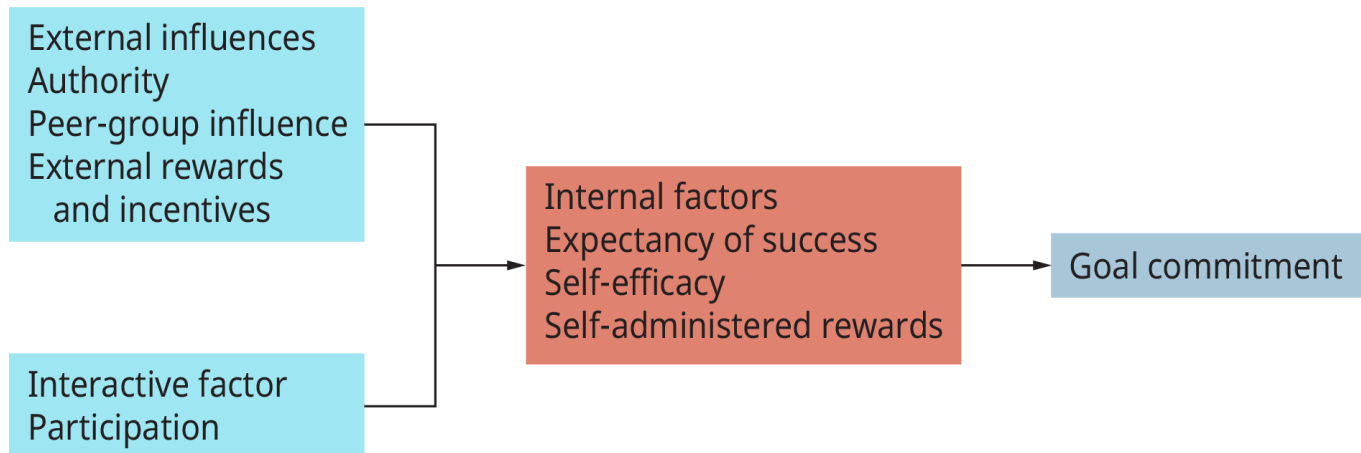 External influences
Authority
Peer-group influence
External rewards
and incentives
Interactive factor
Participation
Internal factors
Expectancy of success
Self-efficacy
Self-administered rewards
Goal commitment